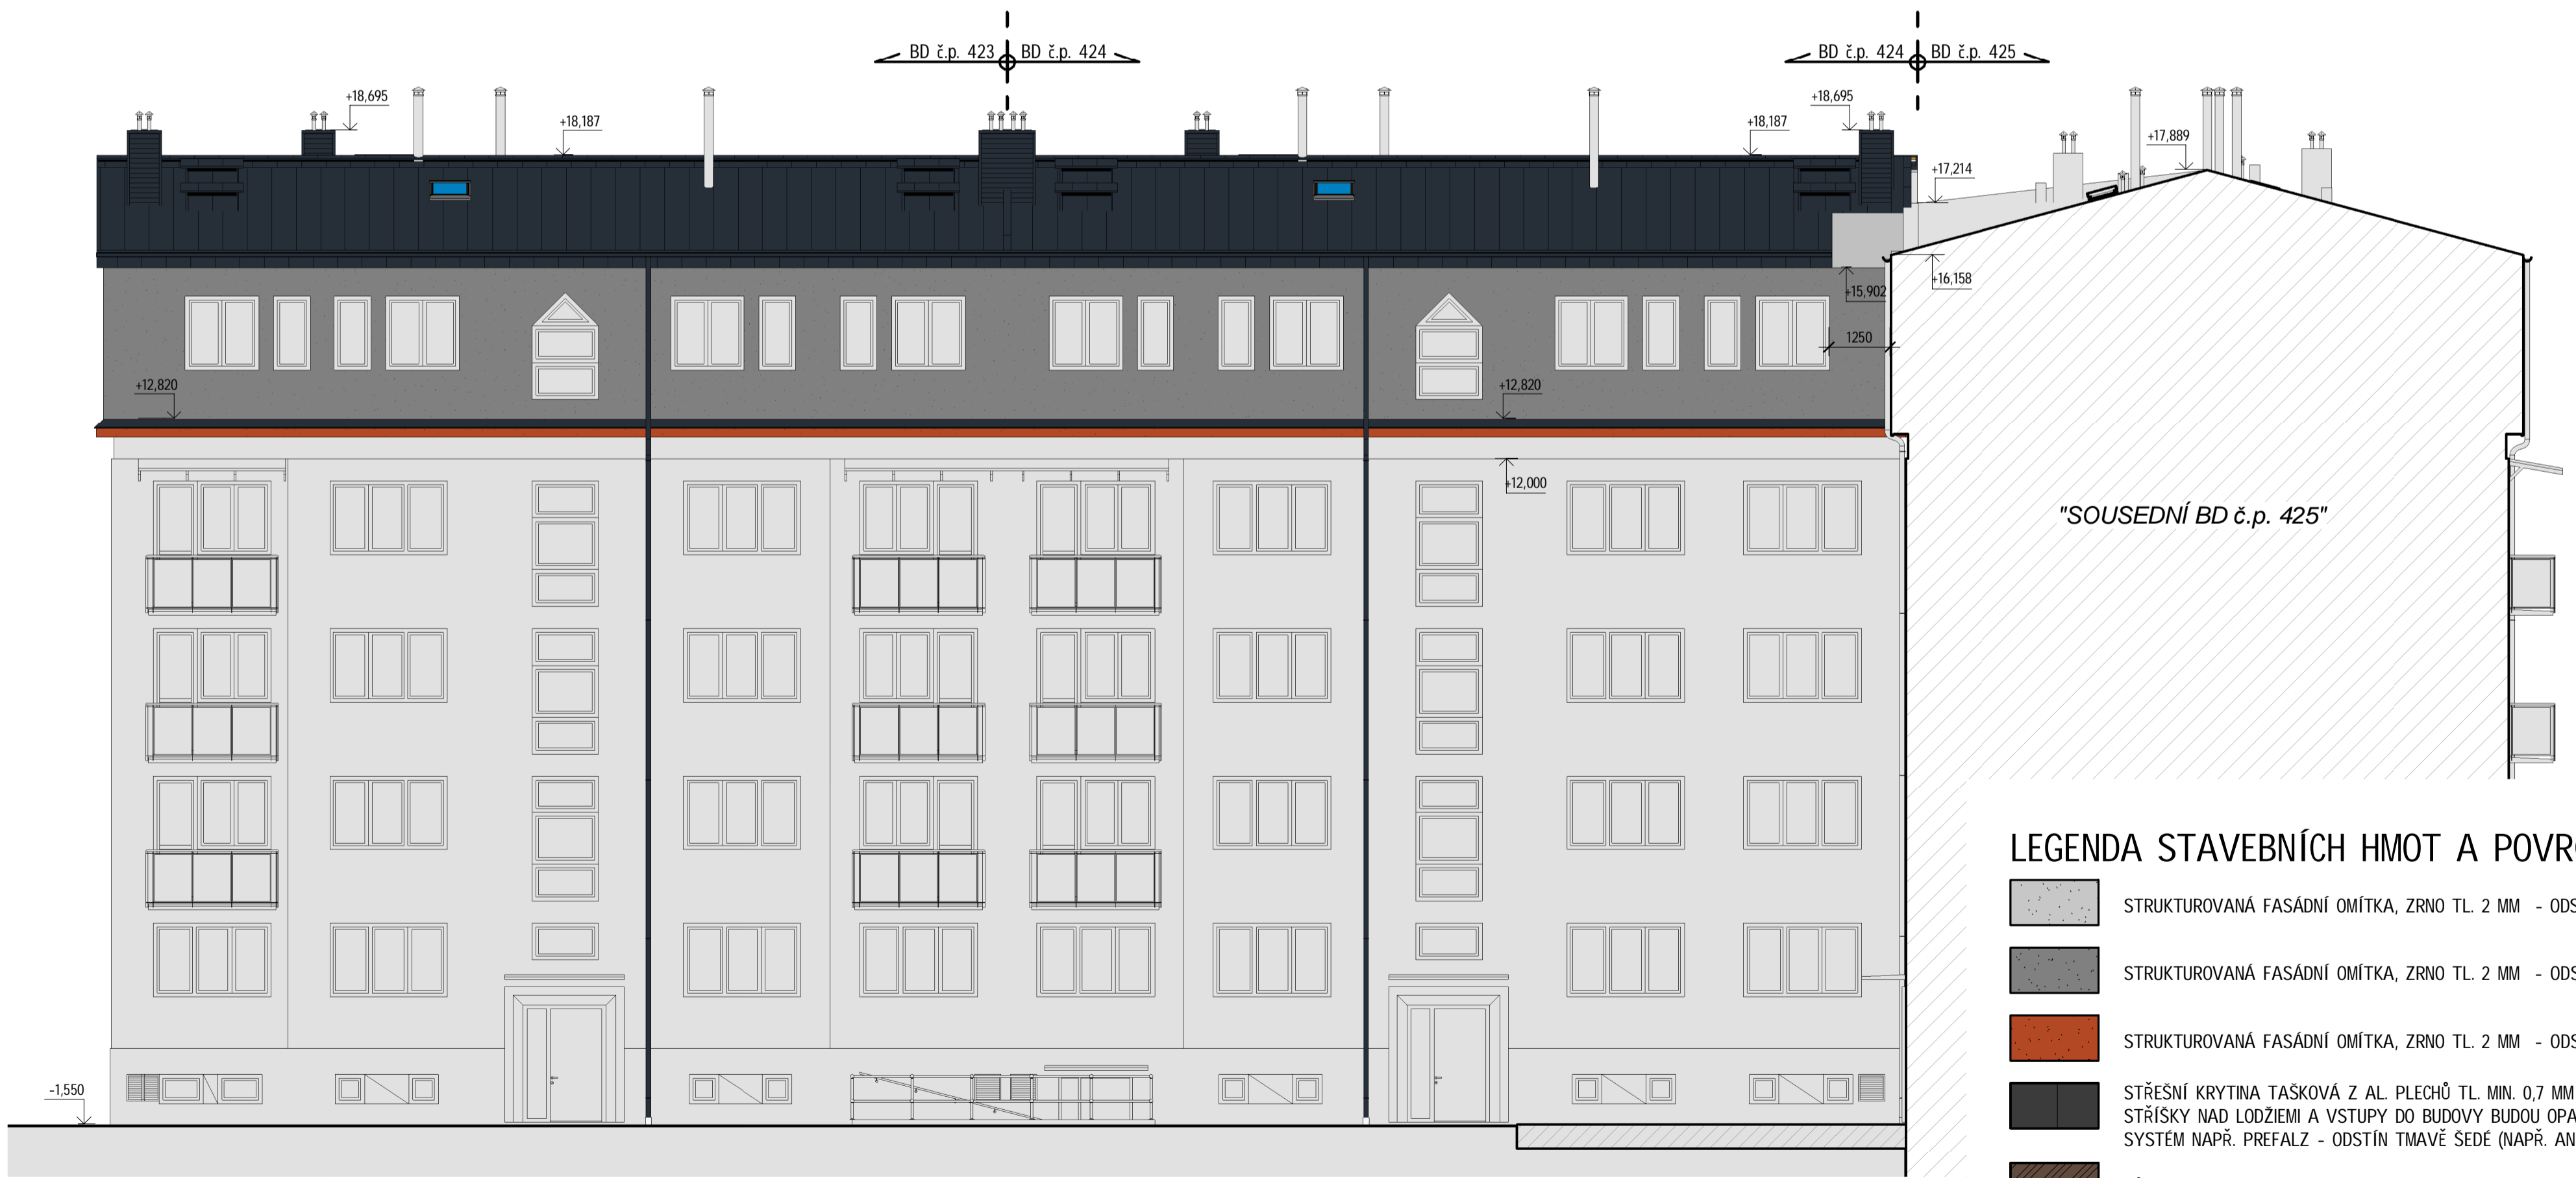 BD č.p. 423 BD č.p. 424
BD č.p. 424 BD č.p. 425
+18,695
+18,187
+18,695
+18,187
+17,889
+17,214
+16,158
+15,902
1250
+12,820
+12,820
+12,000
"SOUSEDNÍ BD č.p. 425"
-1,550
LEGENDA STAVEBNÍCH HMOT A POVR
STRUKTUROVANÁ FASÁDNÍ OMÍTKA, ZRNO TL. 2 MM - ODS
STRUKTUROVANÁ FASÁDNÍ OMÍTKA, ZRNO TL. 2 MM - ODS
STRUKTUROVANÁ FASÁDNÍ OMÍTKA, ZRNO TL. 2 MM - ODS
STŘEŠNÍ KRYTINA TAŠKOVÁ Z AL. PLECHŮ TL. MIN. 0,7 MM
STŘÍŠKY NAD LODŽIEMI A VSTUPY DO BUDOVY BUDOU OPA
SYSTÉM NAPŘ. PREFALZ - ODSTÍN TMAVĚ ŠEDÉ (NAPŘ. AN